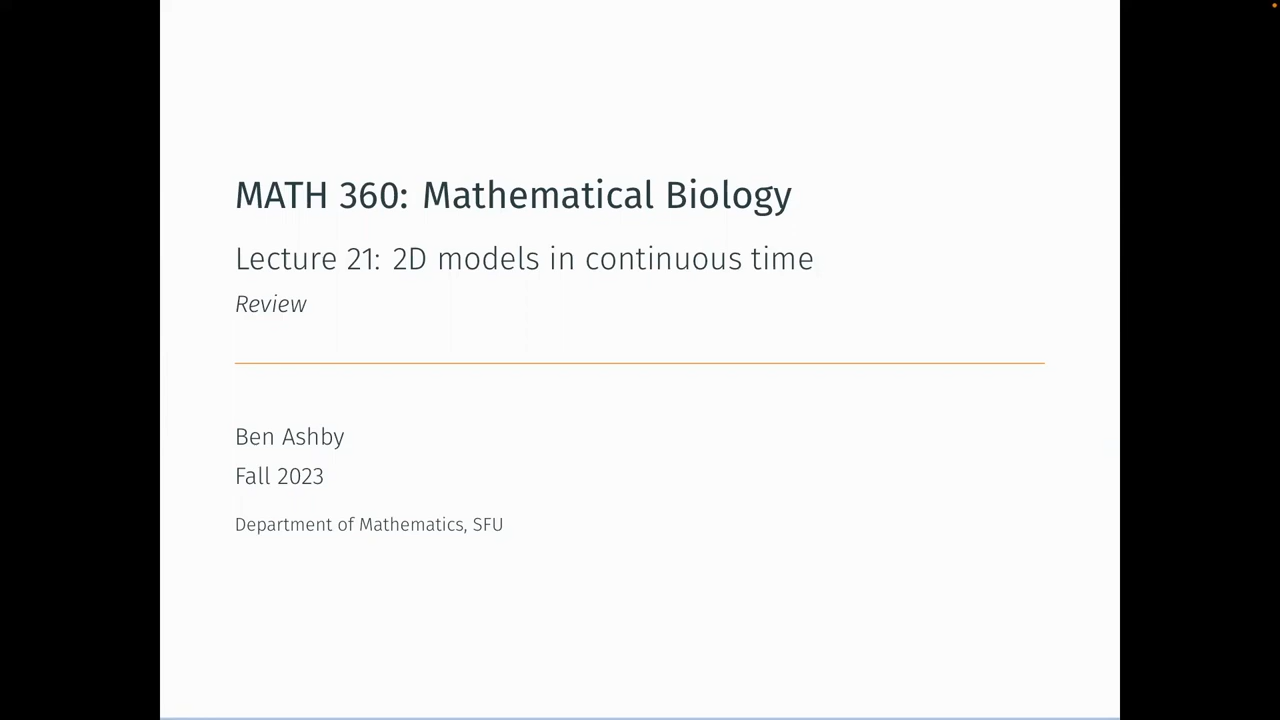 MATH 360: Mathematical Biology
Lecture 21: 2D models in continuous time
Review
Ben Ashby
Fall 2023
Department of Mathematics, SFU